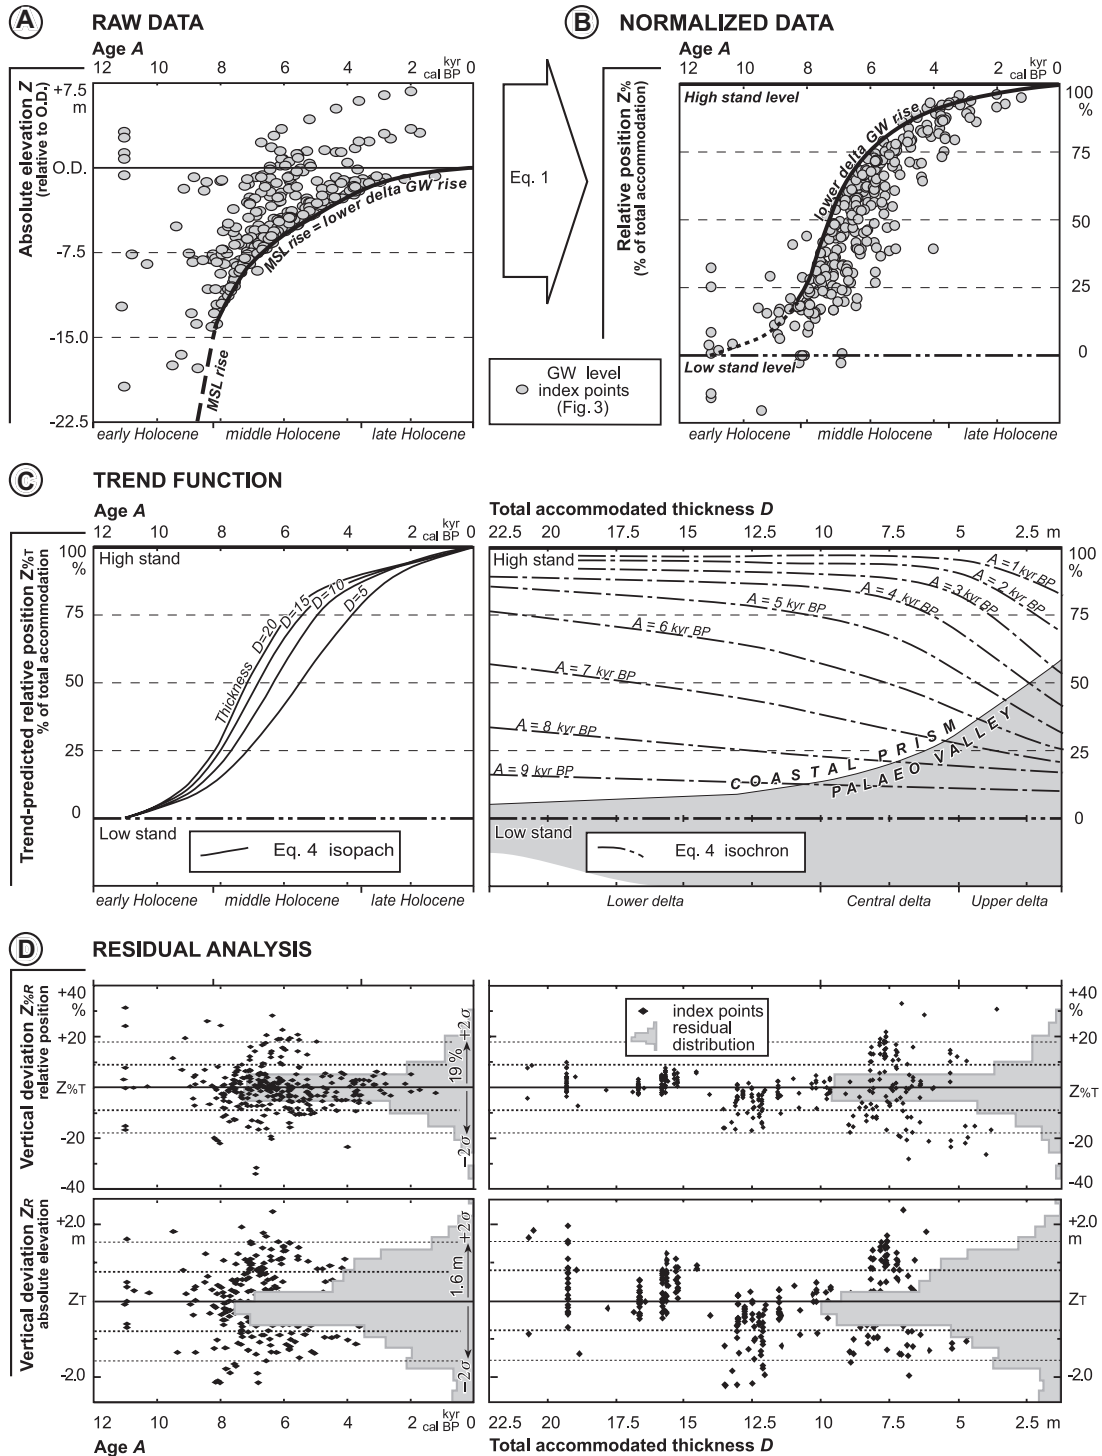 A RAW DATA
Age A
12 10 8 6 4 2 0
kyr
cal BP
Absolute elevation Z
(relative to O.D.)
+7.5
m
O.D.
-7.5
-15.0
-22.5
MSL rise = lower delta GW rise
MSL rise
early Holocene middle Holocene late Holocene
Eq. 1
GW level
index points
(Fig. 3)
B NORMALIZED DATA
Age A
12 10 8 6 4 2 0
kyr
cal BP
Relative position Z%
(% of total accommodation)
High stand level
lower delta GW rise
Low stand level
100
%
75
50
25
0
early Holocene middle Holocene late Holocene
C TREND FUNCTION
Age A
12 10 8 6 4 2 0
kyr
cal BP
Trend-predicted relative position Z%T
% of total accommodation
100
%
75
50
25
0
High stand
Thickness D=20 D=15 D=10 D=5
Low stand
Eq. 4 isopach
early Holocene middle Holocene late Holocene
Total accommodated thickness D
22.5 20 17.5 15 12.5 10 7.5 5 2.5 m
High stand
A = 1 kyr BP
A = 2 kyr BP
A = 3 kyr BP
A = 4 kyr BP
A = 5 kyr BP
A = 6 kyr BP
A = 7 kyr BP
A = 8 kyr BP
A = 9 kyr BP
COASTAL PRISM
PALAEO VALLEY
Low stand
Eq. 4 isochron
100
%
75
50
25
0
Lower delta Central delta Upper delta
D RESIDUAL ANALYSIS
Vertical deviation Z%R
relative position
+40
%
+20
Z%T
-20
-40
+2σ
19 %
−2σ
index points
residual
distribution
+40
%
+20
Z%T
-20
-40
Vertical deviation ZR
absolute elevation
+2.0
m
ZT
-2.0
+2σ
1.6 m
−2σ
+2.0
m
ZT
-2.0
12 10 8 6 4 2 0
kyr
cal BP
Age A
22.5 20 17.5 15 12.5 10 7.5 5 2.5 m
Total accommodated thickness D